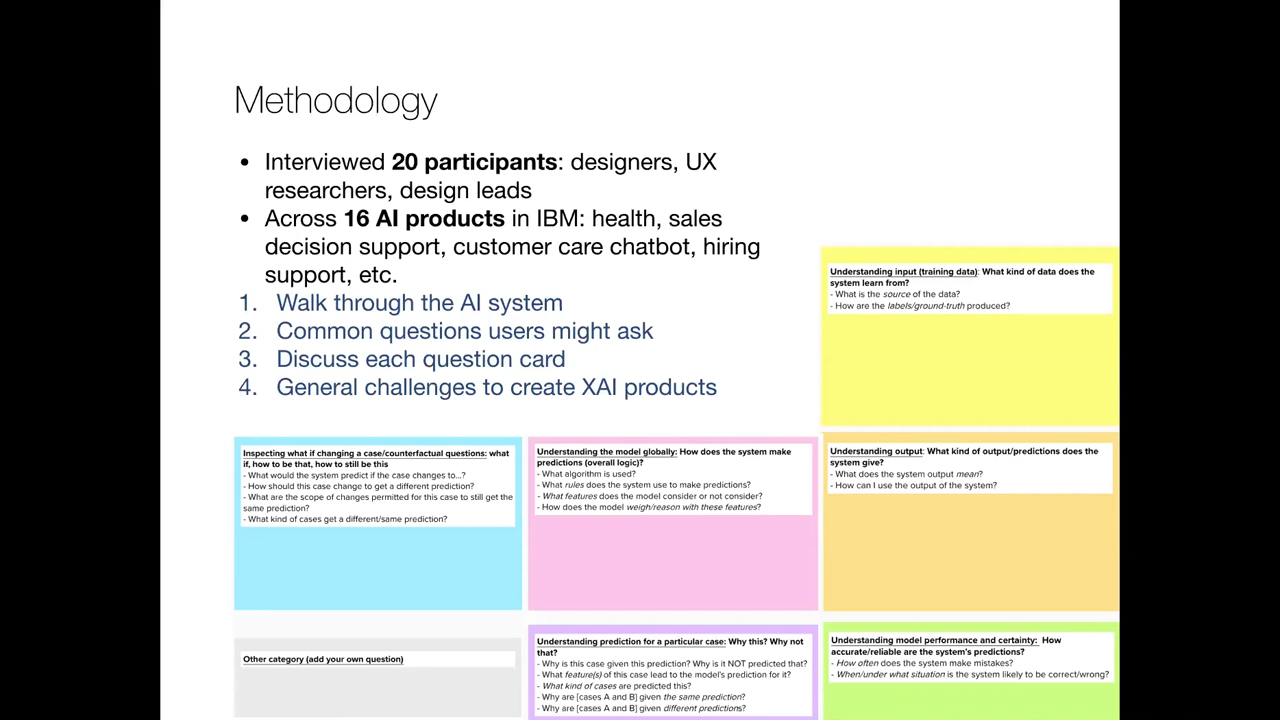 Methodology
• Interviewed 20 participants: designers, UX
researchers, design leads
• Across 16 AI products in IBM: health, sales
decision support, customer care chatbot, hiring
support, etc.
1. Walk through the AI system
2. Common questions users might ask
3. Discuss each question card
4. General challenges to create XAI products
Understanding input (training data): What kind of data does the
system learn from?
- What is the source of the data?
- How are the labels/ground-truth produced?
Inspecting what if changing a case/counterfactual questions: what
if, how to be that, how to still be this
- What would the system predict if the case changes to...?
- How should this case change to get a different prediction?
- What are the scope of changes permitted for this case to still get the
same prediction?
- What kind of cases get a different/same prediction?
Understanding the model globally: How does the system make
predictions (overall logic)?
- What algorithm is used?
- What rules does the system use to make predictions?
- What features does the model consider or not consider?
- How does the model weigh/reason with these features?
Understanding output: What kind of output/predictions does the
system give?
- What does the system output mean?
- How can I use the output of the system?
Other category (add your own question)
Understanding prediction for a particular case: Why this? Why not
that?
- Why is this case given this prediction? Why is it NOT predicted that?
- What feature(s) of this case lead to the model's prediction for it?
- What kind of cases are predicted this?
- Why are [cases A and B] given the same prediction?
- Why are [cases A and B] given different predictions?
Understanding model performance and certainty: How
accurate/reliable are the system's predictions?
- How often does the system make mistakes?
- When/under what situation is the system likely to be correct/wrong?